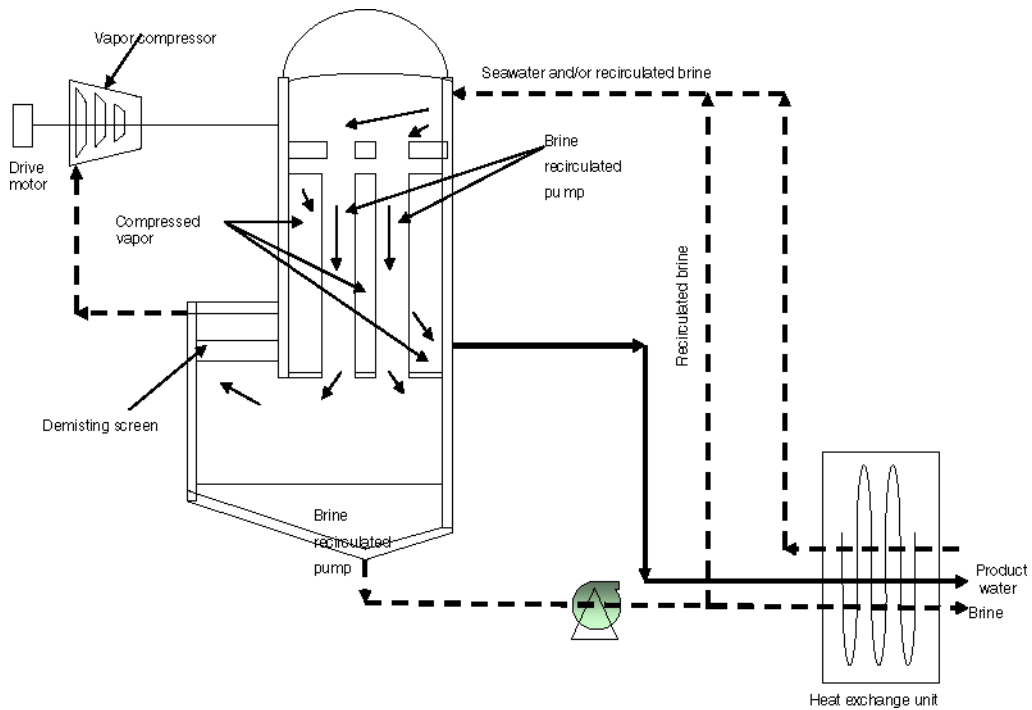 Vapor compressor
Seawater and/or recirculated brine
Drive
motor
Brine
recirculated
pump
Compressed
vapor
Recirculated brine
Demisting screen
Brine
recirculated
pump
Product
water
Brine
Heat exchange unit